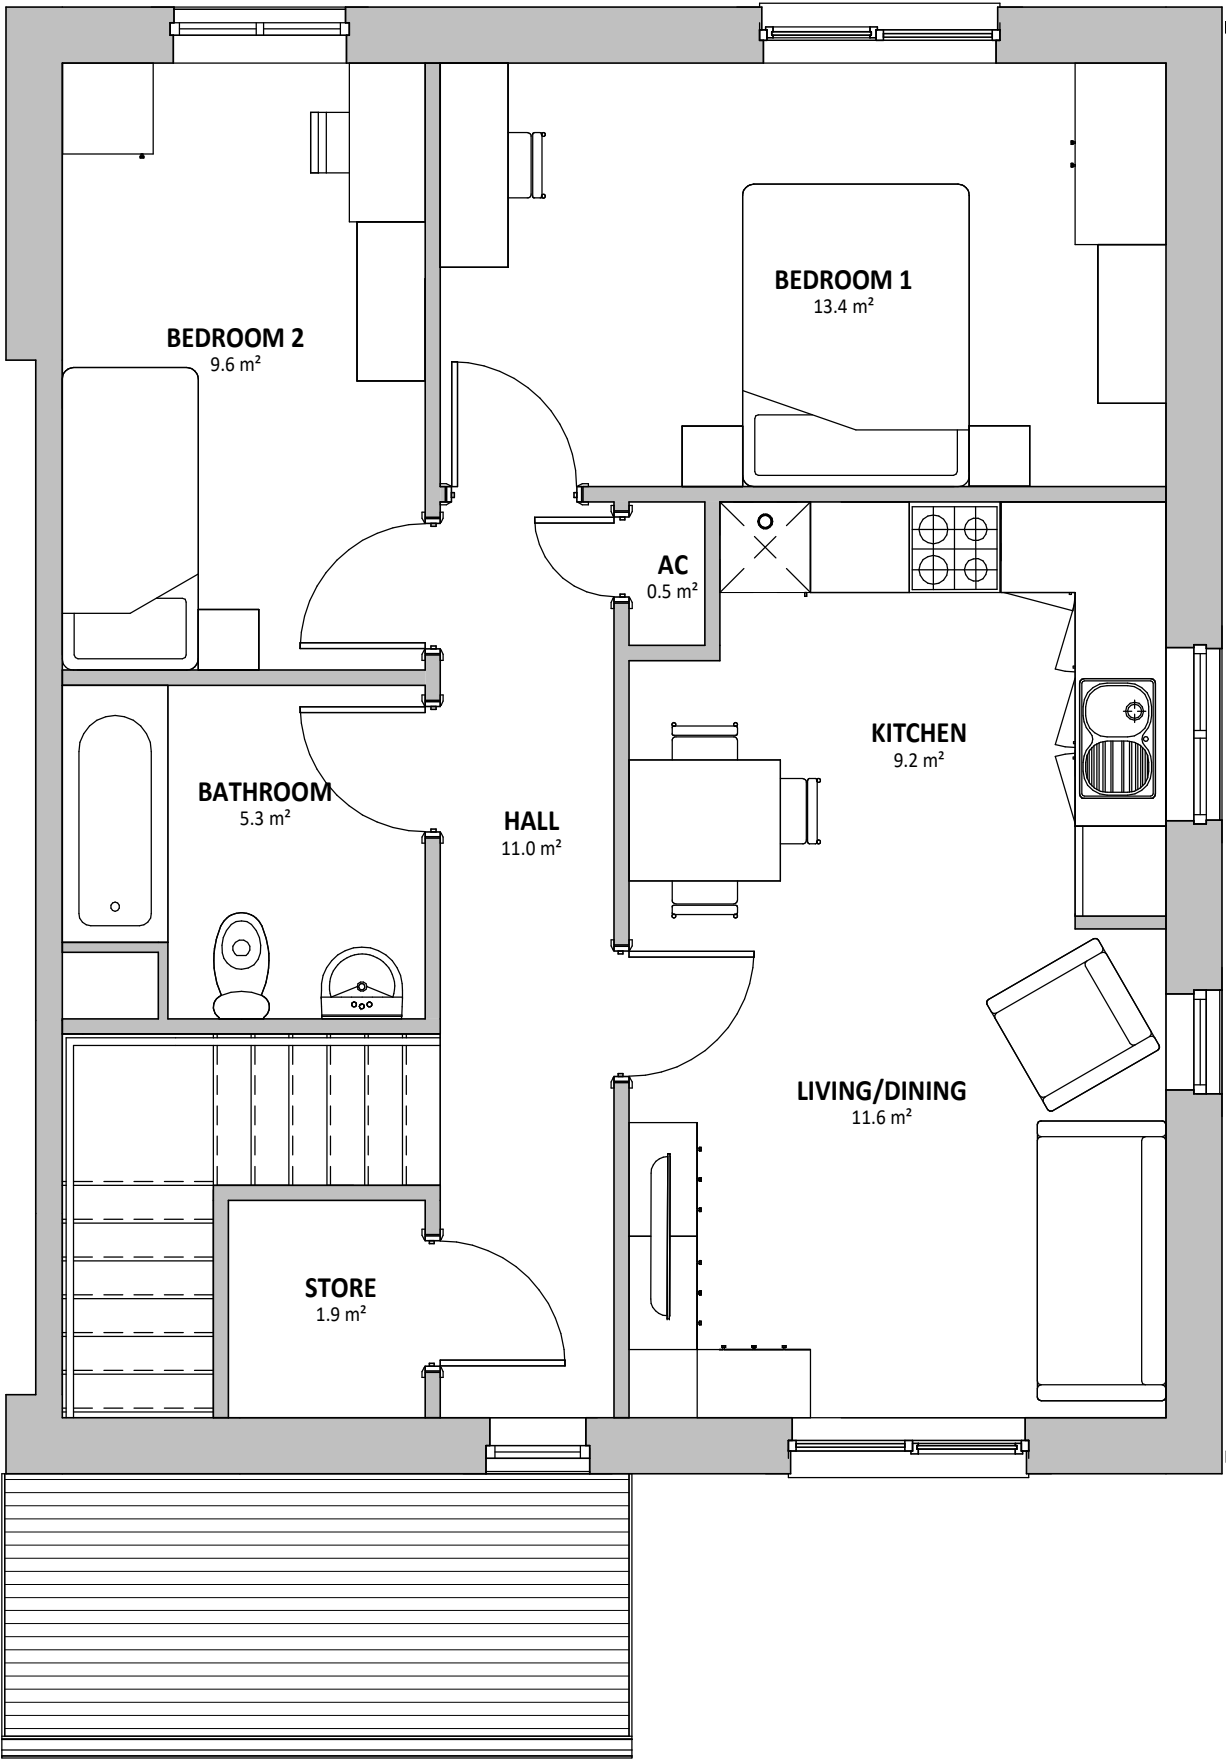 BEDROOM 1
13.4 m²
BEDROOM 2
9.6 m²
AC
0.5 m²
KITCHEN
9.2 m²
BATHROOM
5.3 m²
HALL
11.0 m²
LIVING/DINING
11.6 m²
STORE
1.9 m²